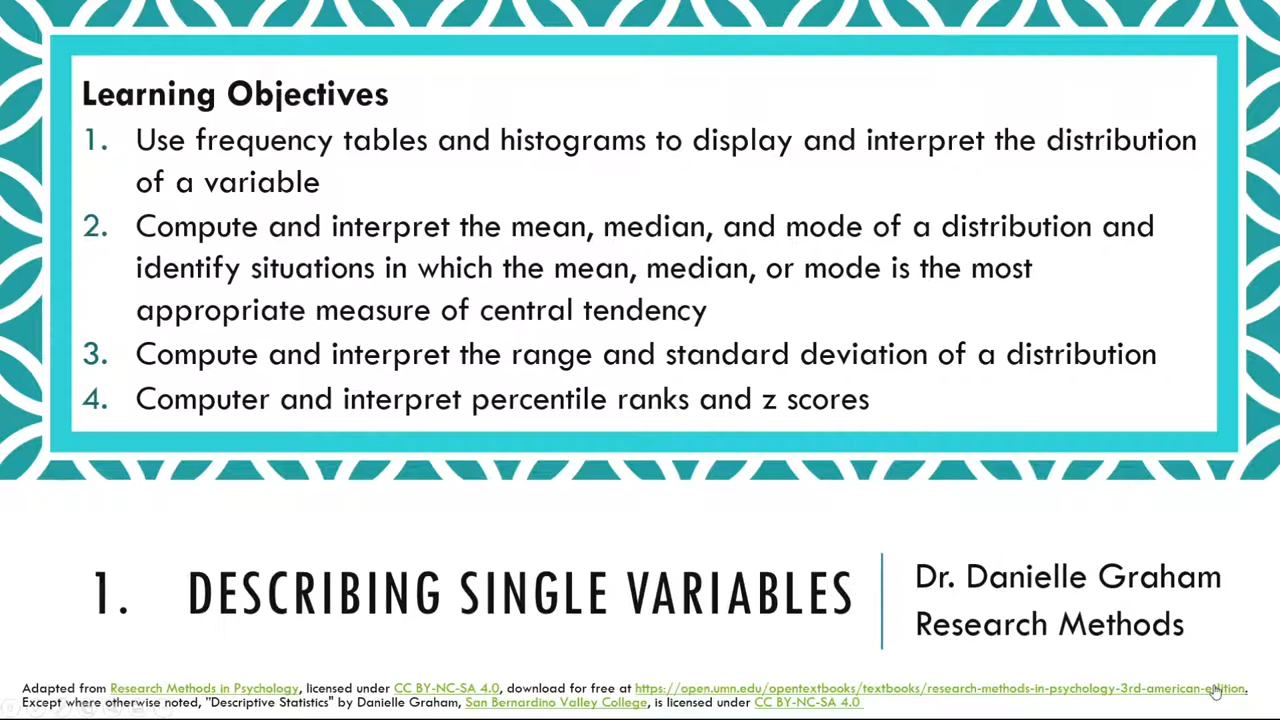 Learning Objectives
1. Use frequency tables and histograms to display and interpret the distribution
of a variable
2. Compute and interpret the mean, median, and mode of a distribution and
identify situations in which the mean, median, or mode is the most
appropriate measure of central tendency
3. Compute and interpret the range and standard deviation of a distribution
4. Computer and interpret percentile ranks and z scores
1. DESCRIBING SINGLE VARIABLES
Dr. Danielle Graham
Research Methods
Adapted from Research Methods in Psychology, licensed under CC BY-NC-SA 4.0, download for free at https://open.umn.edu/opentextbooks/textbooks/research-methods-in-psychology-3rd-american-edition.
Except where otherwise noted, "Descriptive Statistics" by Danielle Graham, San Bernardino Valley College, is licensed under CC BY-NC-SA 4.0